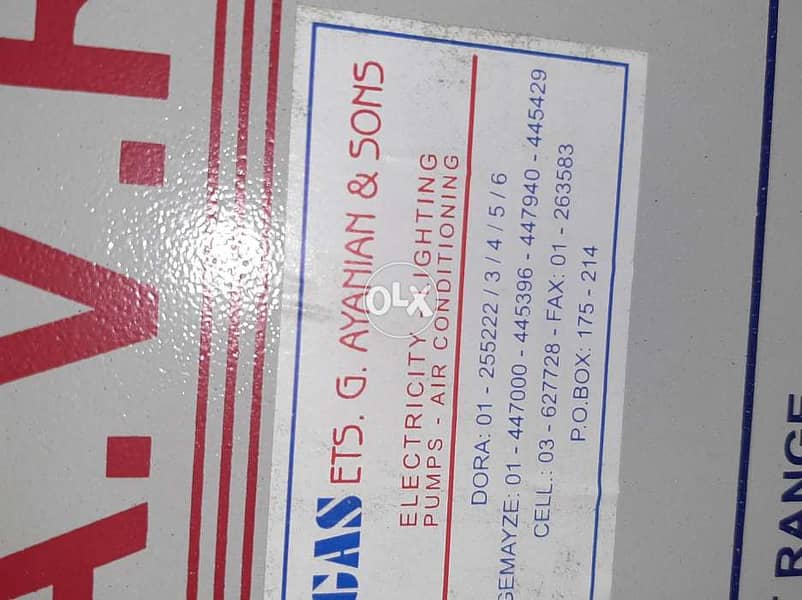 A.V.R
GAS ETS. G. AYANIAN & SONS
ELECTRICITY - LIGHTING
PUMPS - AIR CONDITIONING
DORA: 01 - 255222 / 3 / 4 / 5 / 6
GEMAYZE: 01 - 447000 - 445396 - 447940 - 445429
CELL.: 03 - 627728 - FAX: 01 - 263583
P.O.BOX: 175 - 214
RANGE
OLX